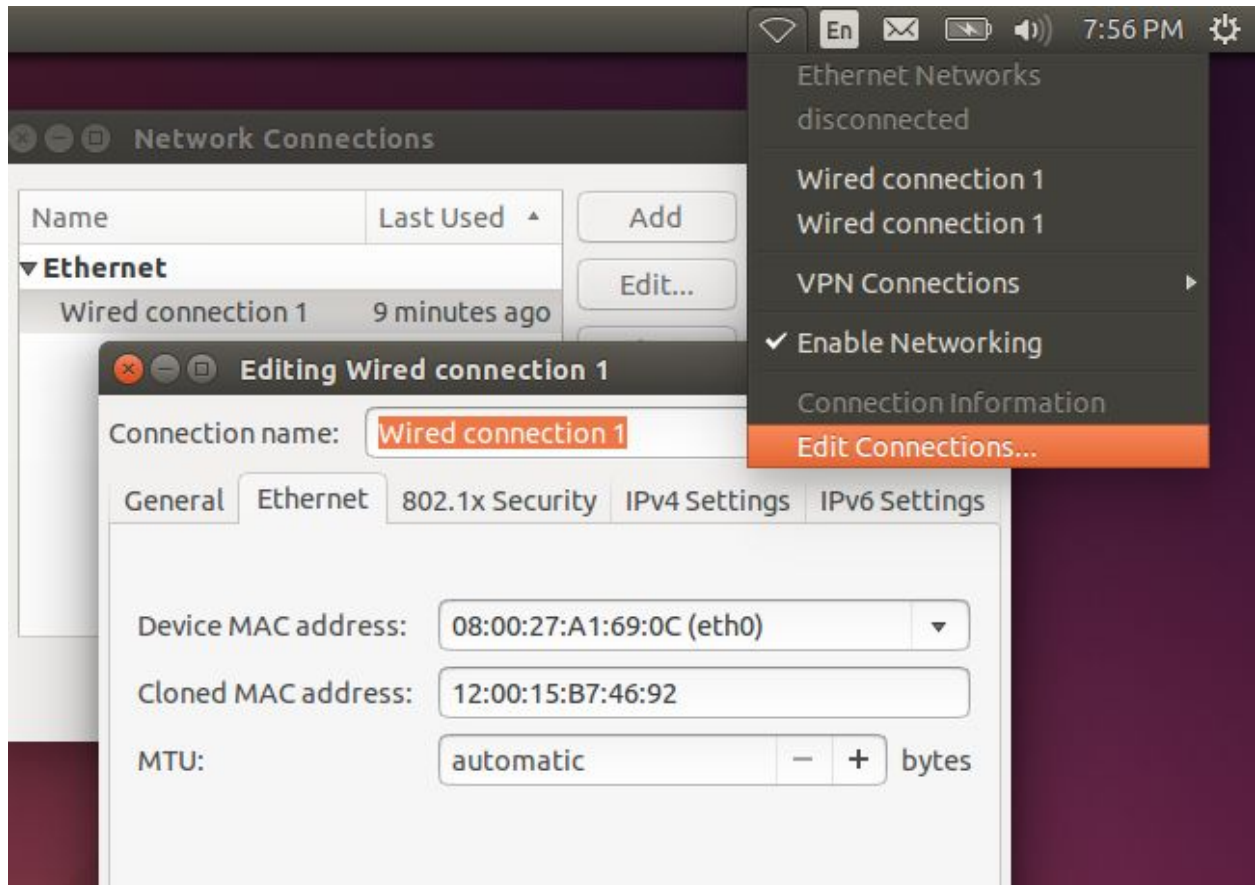 En 7:56 PM
Ethernet Networks
disconnected
Wired connection 1
Wired connection 1
VPN Connections
Enable Networking
Connection Information
Edit Connections...
Network Connections
Name Last Used Add
Ethernet Edit...
Wired connection 1 9 minutes ago
Editing Wired connection 1
Connection name: Wired connection 1
General Ethernet 802.1x Security IPv4 Settings IPv6 Settings
Device MAC address: 08:00:27:A1:69:0C (eth0)
Cloned MAC address: 12:00:15:B7:46:92
MTU: automatic bytes